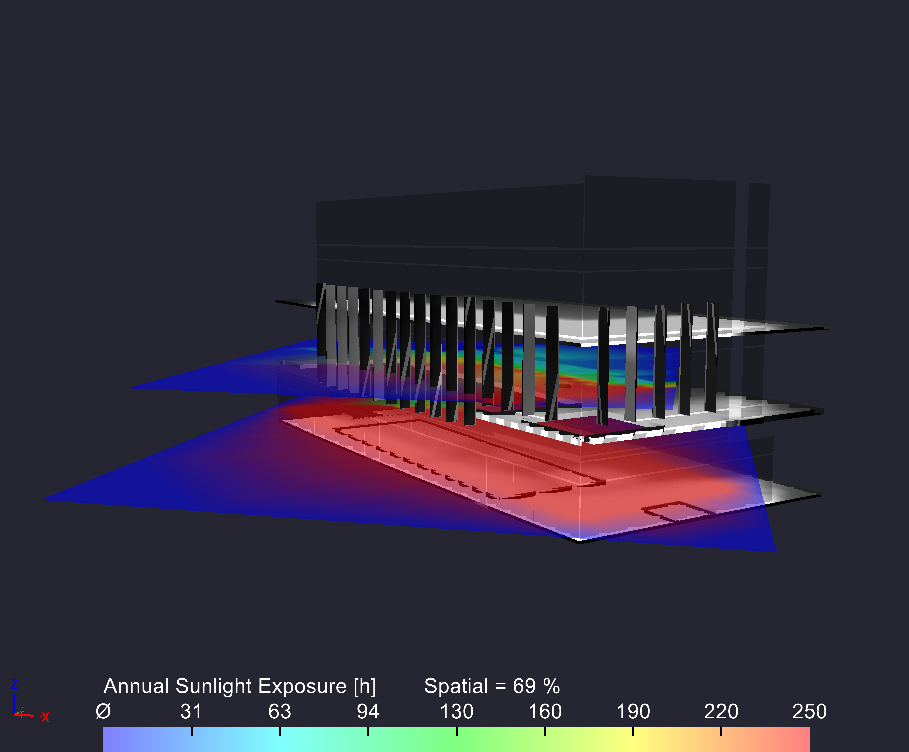 Annual Sunlight Exposure [h] Spatial = 69 %
Ø 31 63 94 130 160 190 220 250
Z
X